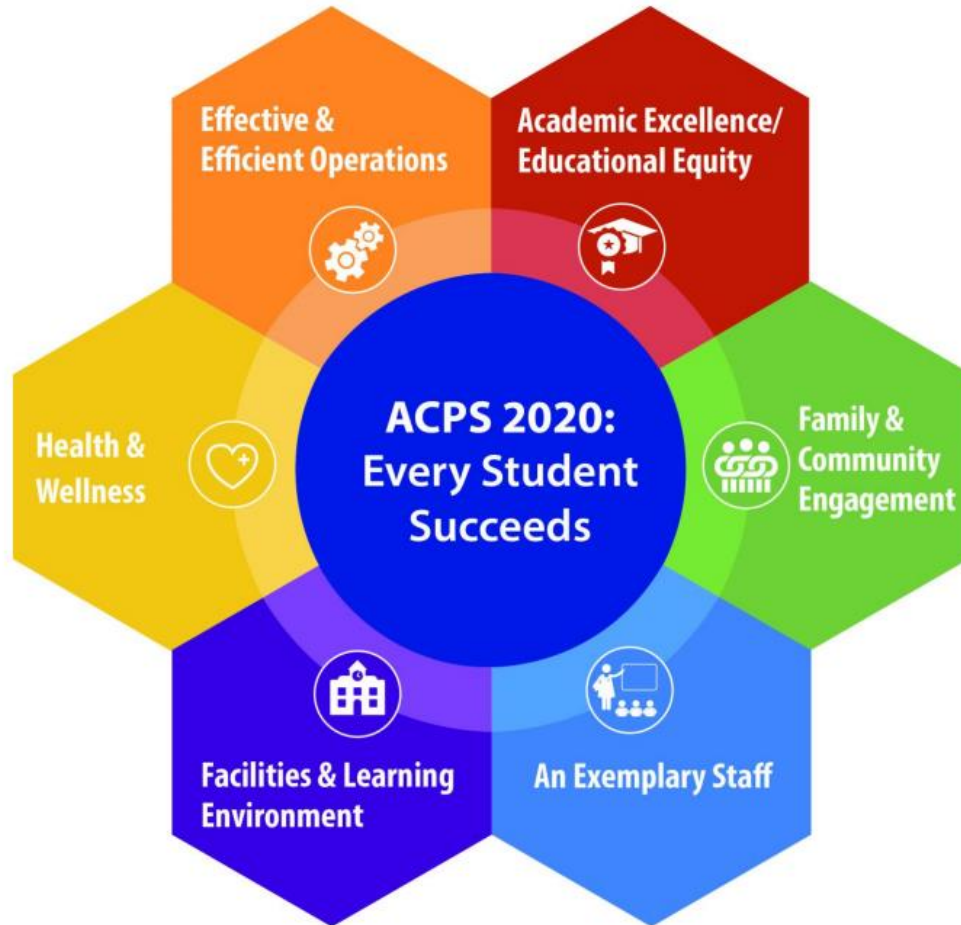 Effective &
Efficient Operations
Academic Excellence/
Educational Equity
Health &
Wellness
ACPS 2020:
Every Student
Succeeds
Family &
Community
Engagement
Facilities & Learning
Environment
An Exemplary Staff